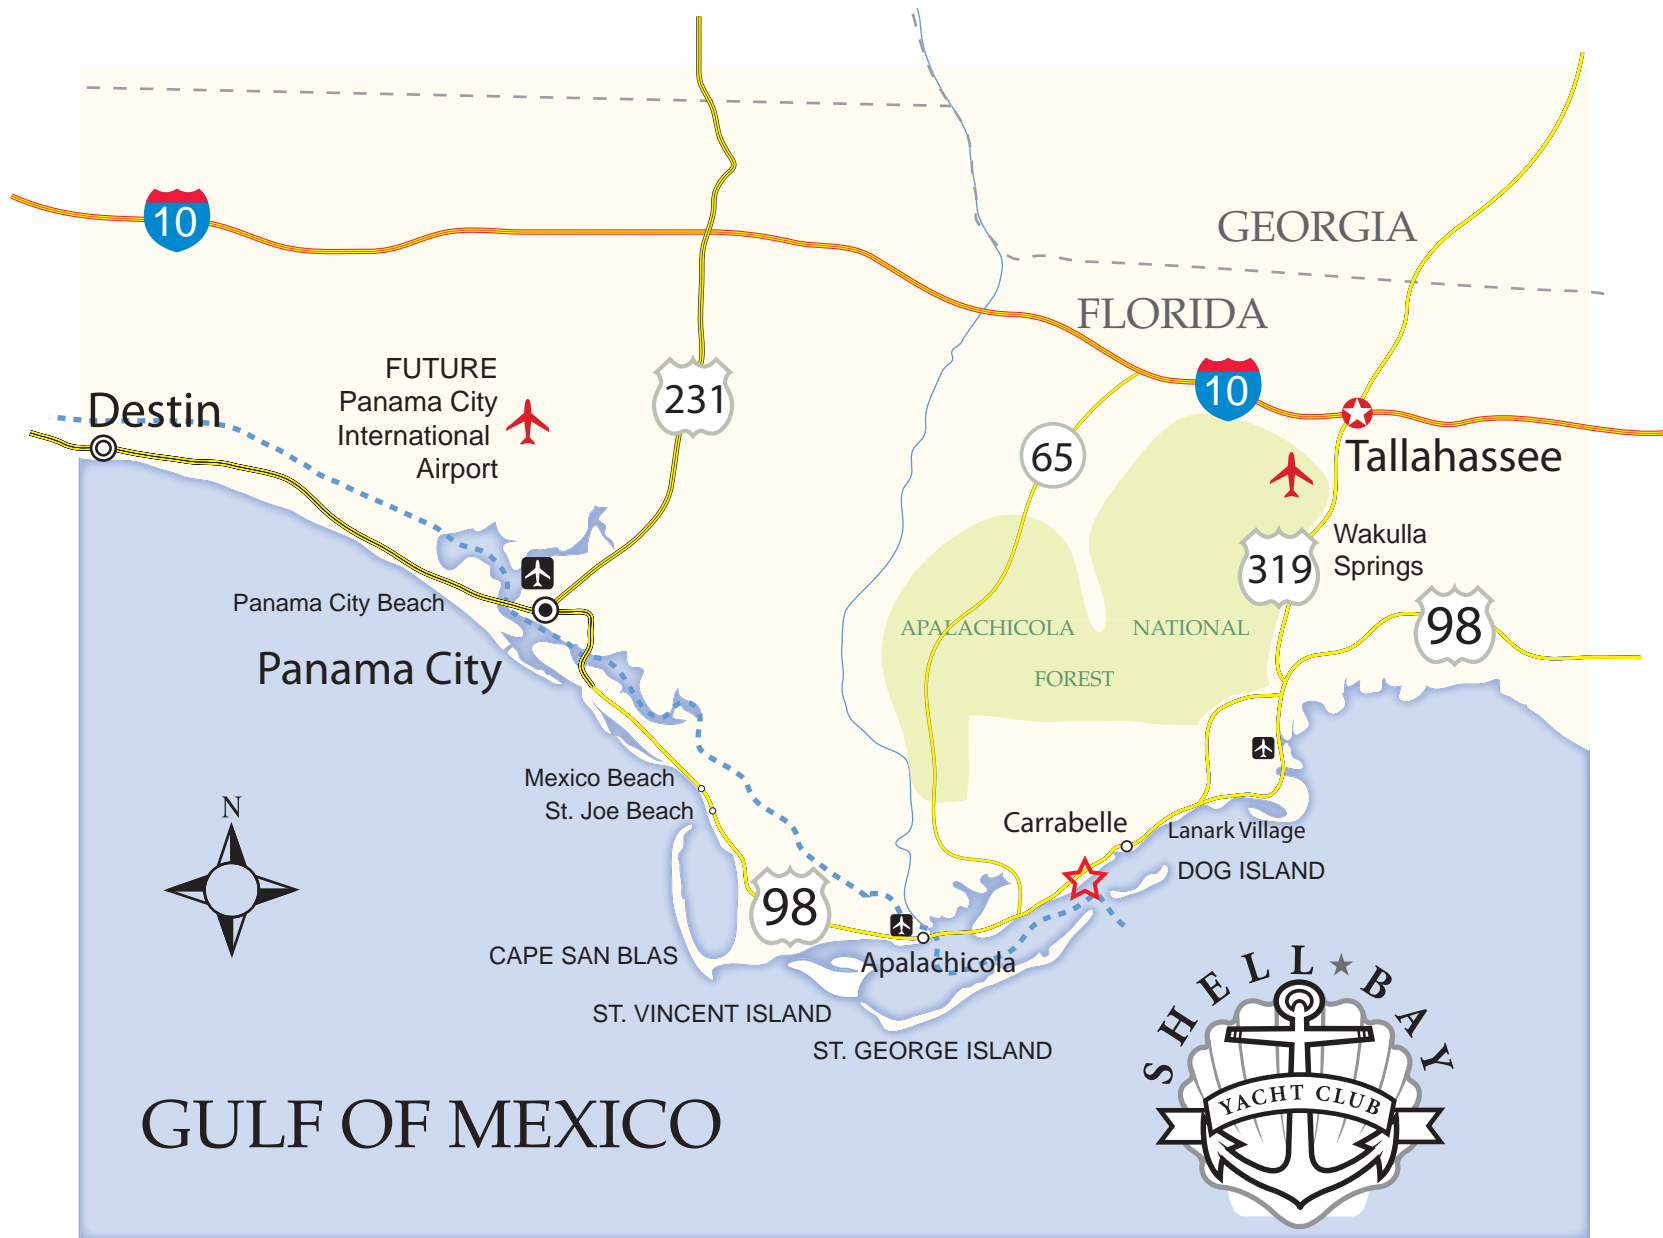 10
GEORGIA
FLORIDA
FUTURE
Panama City
International
Airport
231
10
Destin
65
Tallahassee
Wakulla
Springs
319
98
Panama City Beach
APALACHICOLA NATIONAL
FOREST
Panama City
Mexico Beach
St. Joe Beach
N
Carrabelle
Lanark Village
DOG ISLAND
98
CAPE SAN BLAS
Apalachicola
ST. VINCENT ISLAND
ST. GEORGE ISLAND
GULF OF MEXICO
SHELL BAY
YACHT CLUB